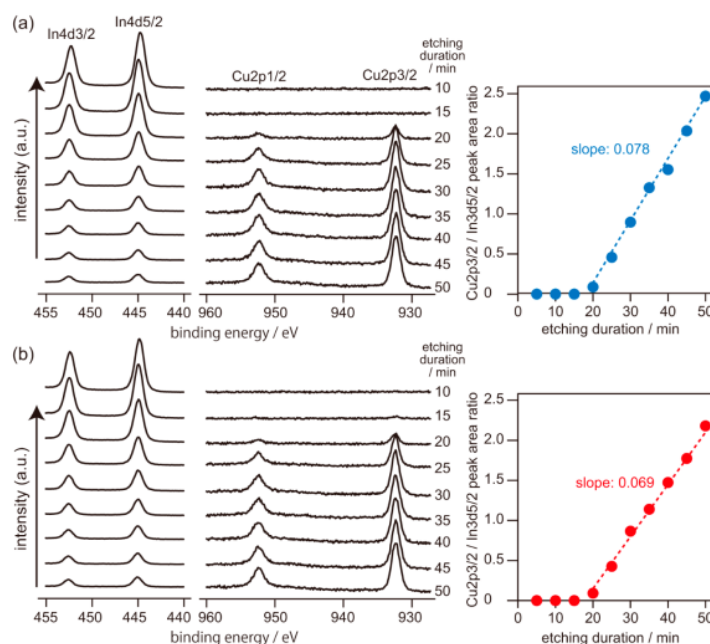 (a)
In4d3/2 In4d5/2
Cu2p1/2 Cu2p3/2
etching
duration
/ min
10
15
20
25
30
35
40
45
50
intensity (a.u.)
455 450 445 440
960 950 940 930
binding energy / eV
Cu2p3/2 / In3d5/2 peak area ratio
2.5
2.0
1.5
1.0
0.5
0
slope: 0.078
0 10 20 30 40 50
etching duration / min
(b)
etching
duration
/ min
10
15
20
25
30
35
40
45
50
intensity (a.u.)
455 450 445 440
960 950 940 930
binding energy / eV
Cu2p3/2 / In3d5/2 peak area ratio
2.5
2.0
1.5
1.0
0.5
0
slope: 0.069
0 10 20 30 40 50
etching duration / min